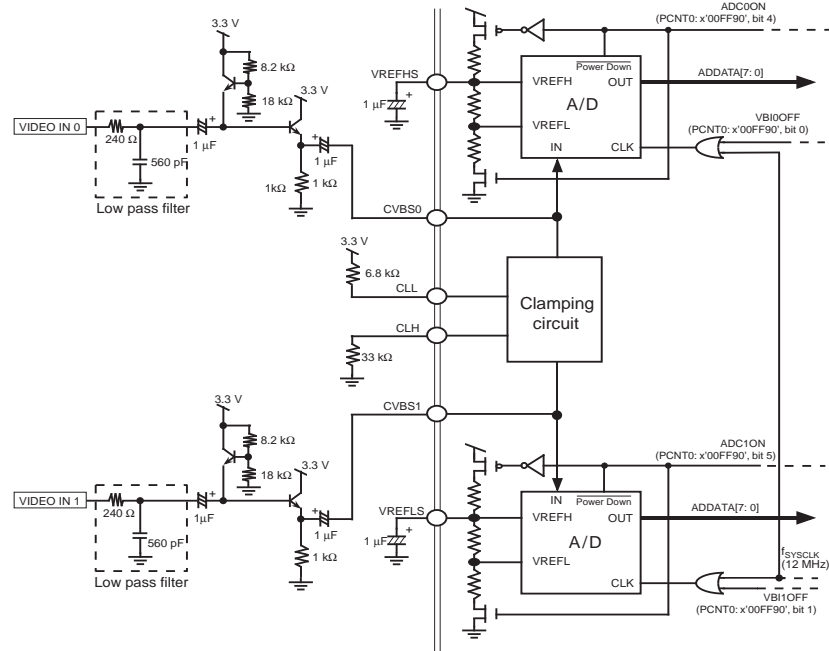 3.3 V
8.2 kΩ
18 kΩ
3.3 V
VIDEO IN 0
240 Ω
560 pF
1 µF
+
Low pass filter
+
1 µF
1kΩ
1 kΩ
VREFHS
1 µF
+
CVBS0
3.3 V
6.8 kΩ
CLL
CLH
33 kΩ
CVBS1
Clamping
circuit
ADC0ON
(PCNT0: x'00FF90', bit 4)
Power Down
VREFH
OUT
ADDATA[7: 0]
A/D
VREFL
IN
CLK
VBI0OFF
(PCNT0: x'00FF90', bit 0)
3.3 V
8.2 kΩ
18 kΩ
3.3 V
VIDEO IN 1
240 Ω
560 pF
1µF
+
Low pass filter
+
1 µF
1 kΩ
VREFLS
1 µF
+
ADC1ON
(PCNT0: x'00FF90', bit 5)
IN
Power Down
VREFH
OUT
ADDATA[7: 0]
A/D
VREFL
CLK
fSYSCLK
(12 MHz)
VBI1OFF
(PCNT0: x'00FF90', bit 1)